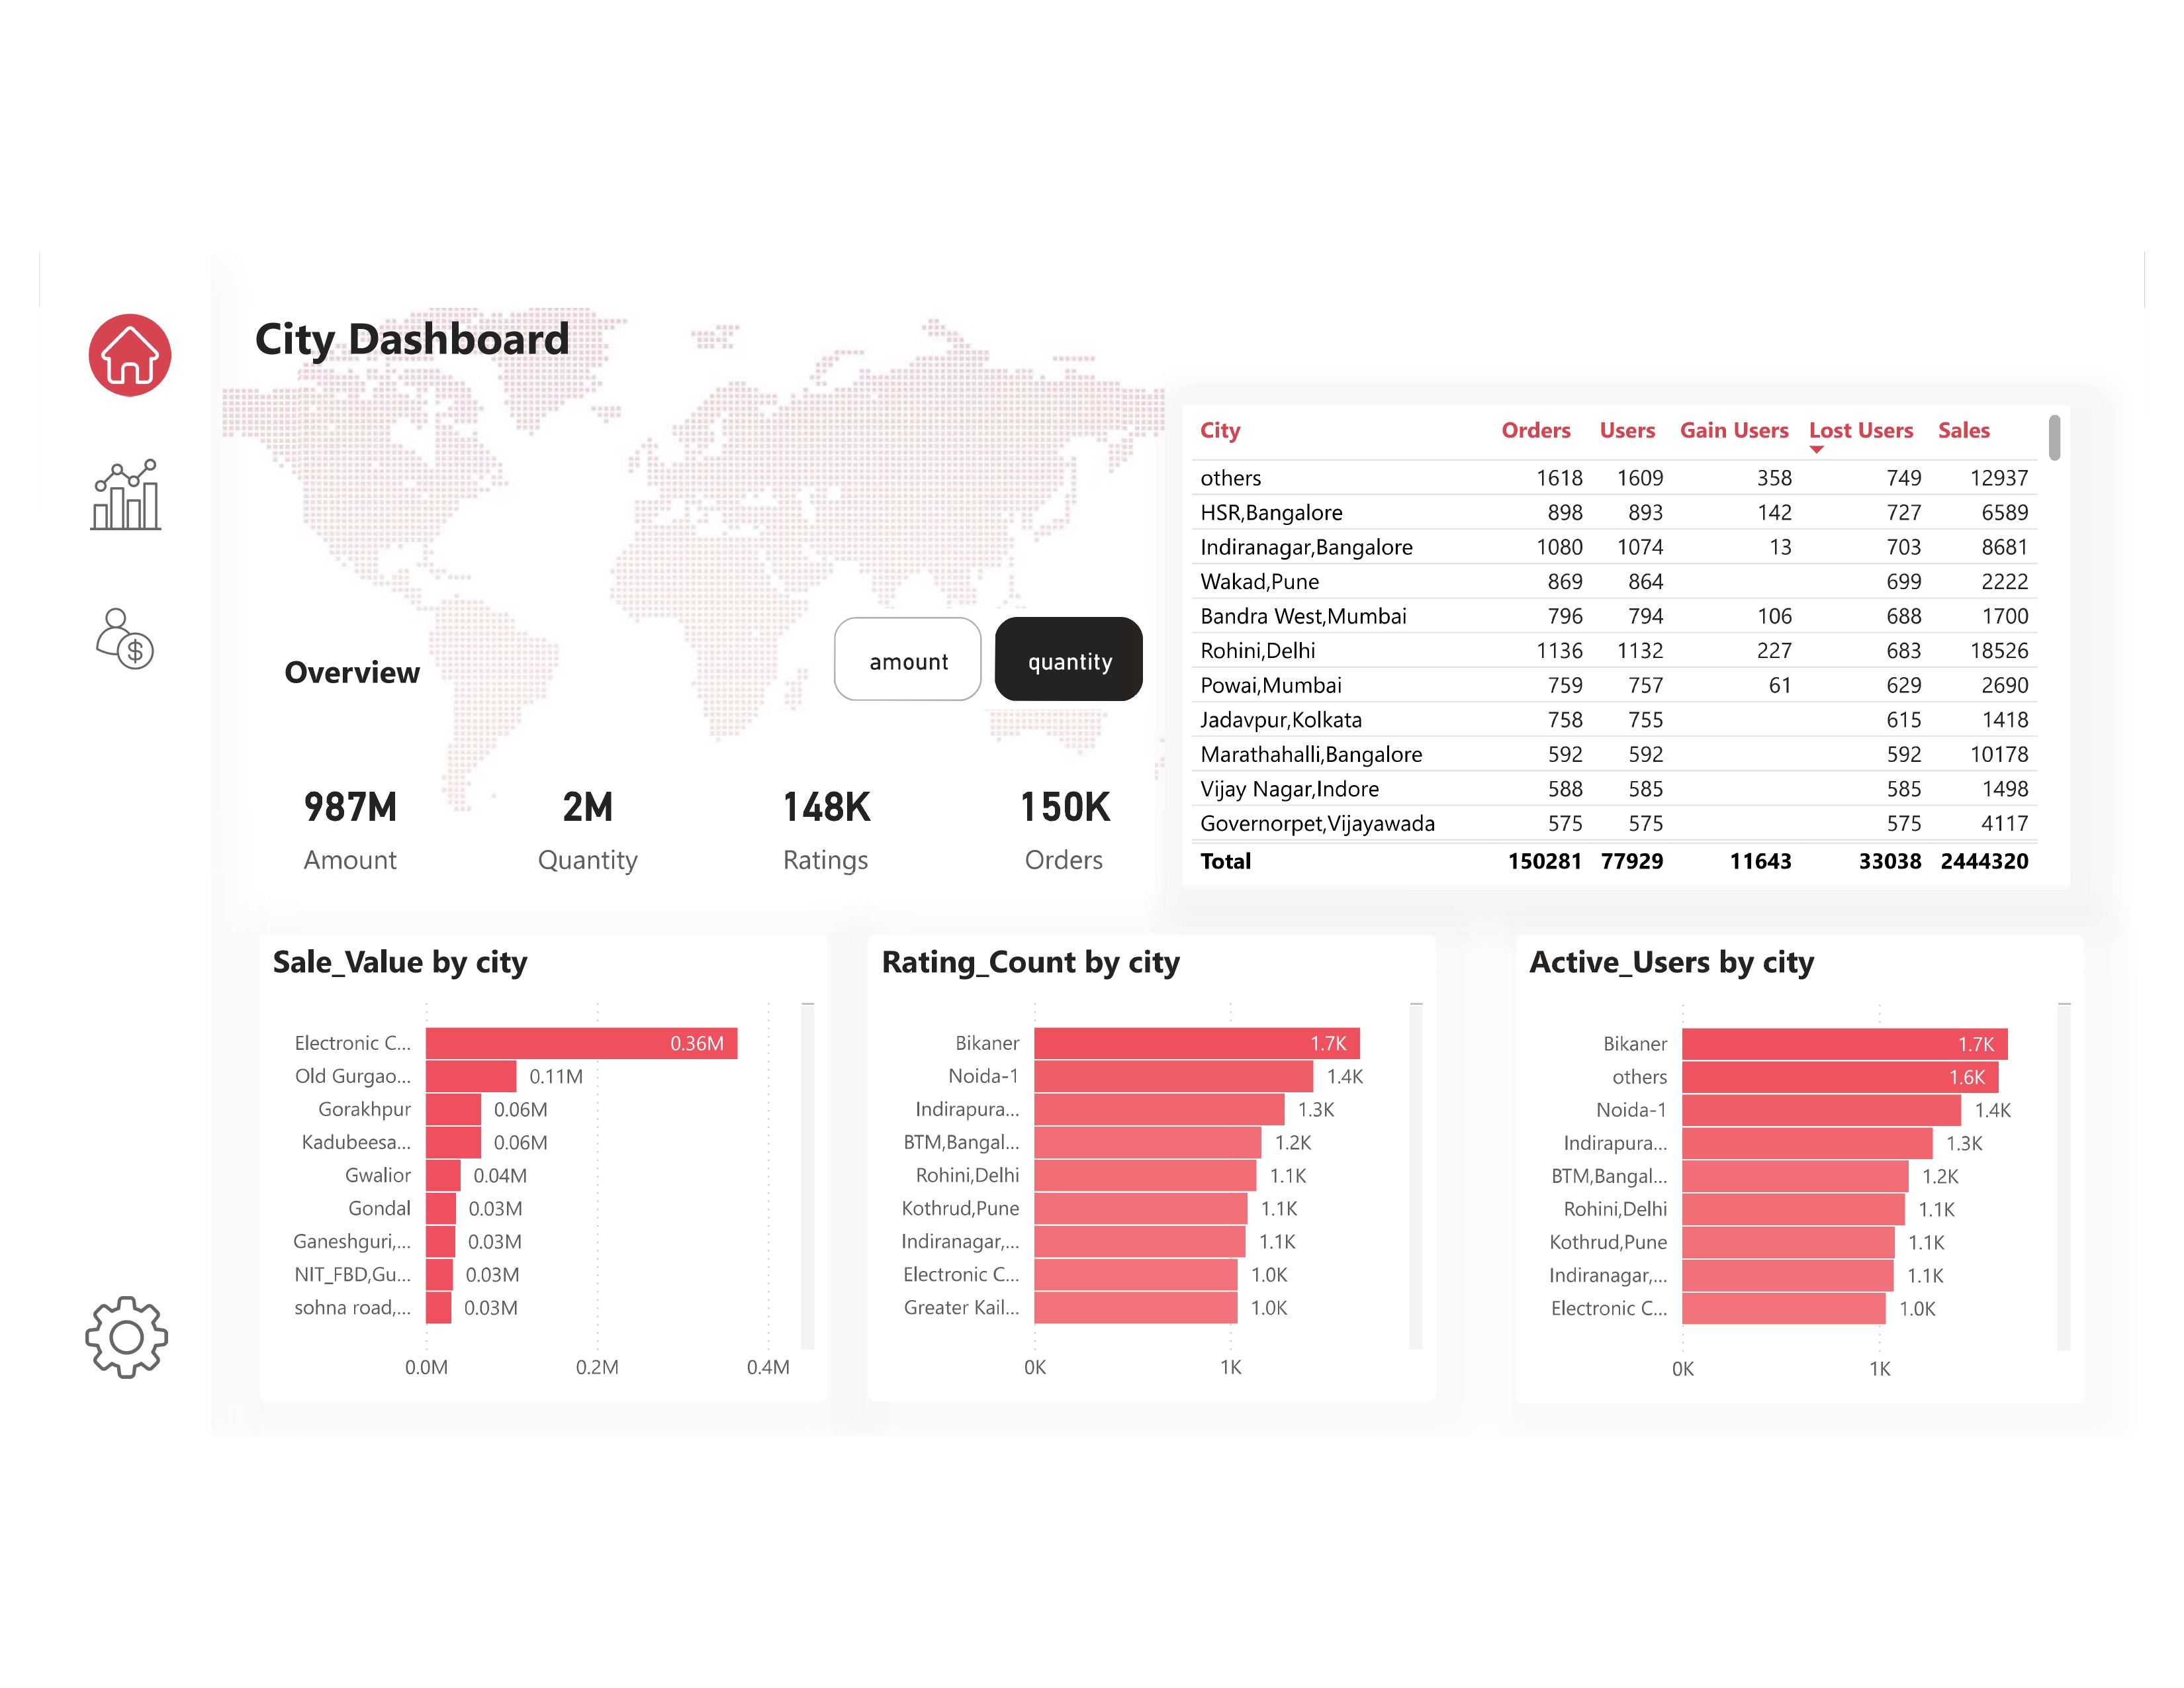 City Dashboard
Overview
amount
quantity
987M
Amount
2M
Quantity
148K
Ratings
150K
Orders
City Orders Users Gain Users Lost Users Sales
others 1618 1609 358 749 12937
HSR,Bangalore 898 893 142 727 6589
Indiranagar,Bangalore 1080 1074 13 703 8681
Wakad,Pune 869 864 699 2222
Bandra West,Mumbai 796 794 106 688 1700
Rohini,Delhi 1136 1132 227 683 18526
Powai,Mumbai 759 757 61 629 2690
Jadavpur,Kolkata 758 755 615 1418
Marathahalli,Bangalore 592 592 592 10178
Vijay Nagar,Indore 588 585 585 1498
Governorpet,Vijayawada 575 575 575 4117
Total 150281 77929 11643 33038 2444320
Sale_Value by city
Electronic C... 0.36M
Old Gurgao... 0.11M
Gorakhpur 0.06M
Kadubeesa... 0.06M
Gwalior 0.04M
Gondal 0.03M
Ganeshguri,... 0.03M
NIT_FBD,Gu... 0.03M
sohna road,... 0.03M
0.0M 0.2M 0.4M
Rating_Count by city
Bikaner 1.7K
Noida-1 1.4K
Indirapura... 1.3K
BTM,Bangal... 1.2K
Rohini,Delhi 1.1K
Kothrud,Pune 1.1K
Indiranagar,... 1.1K
Electronic C... 1.0K
Greater Kail... 1.0K
0K 1K
Active_Users by city
Bikaner 1.7K
others 1.6K
Noida-1 1.4K
Indirapura... 1.3K
BTM,Bangal... 1.2K
Rohini,Delhi 1.1K
Kothrud,Pune 1.1K
Indiranagar,... 1.1K
Electronic C... 1.0K
0K 1K